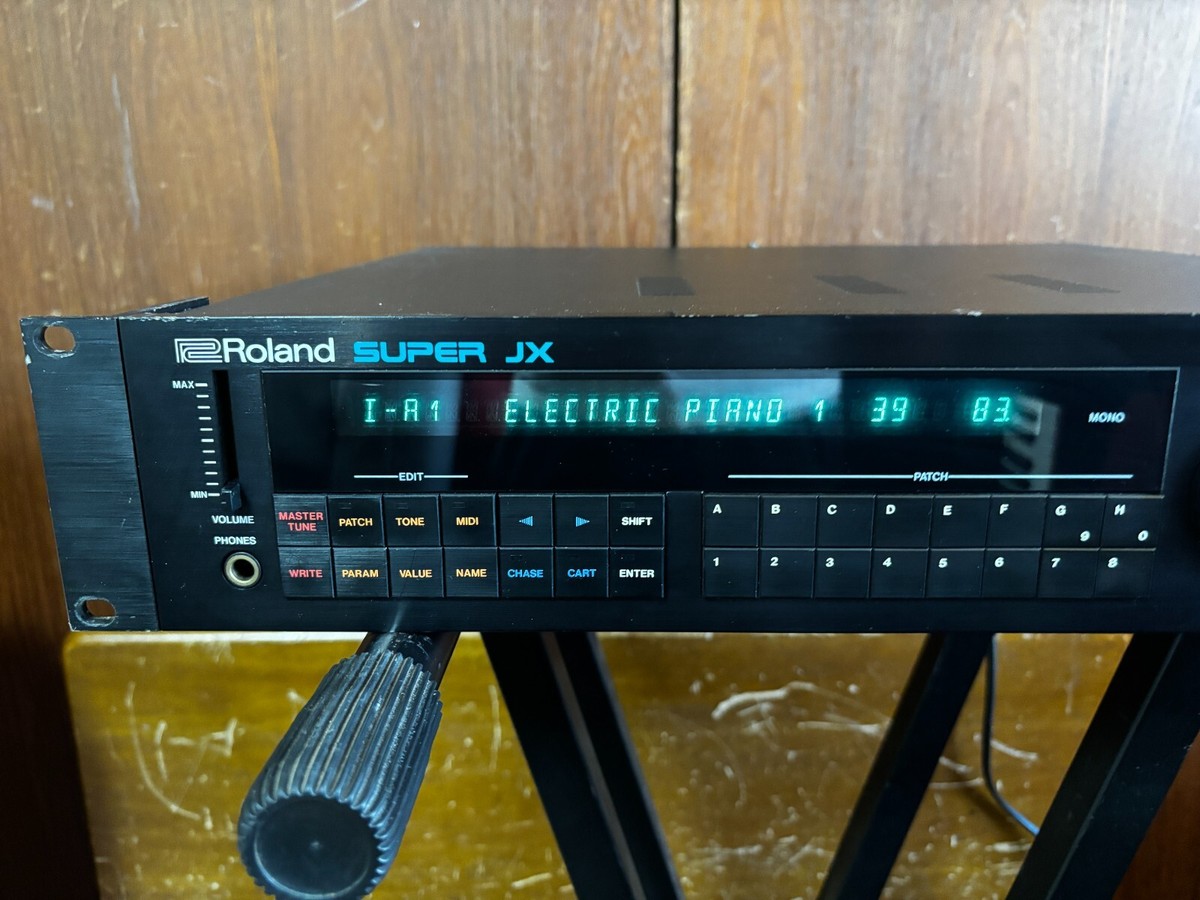 Roland SUPER JX
MAX
I-A1 ELECTRIC PIANO 1 39 83.
MONO
EDIT
PATCH
MIN
VOLUME
PHONES
MASTER TUNE PATCH TONE MIDI SHIFT
WRITE PARAM VALUE NAME CHASE CART ENTER
A B C D E F G 9 H 0
1 2 3 4 5 6 7 8